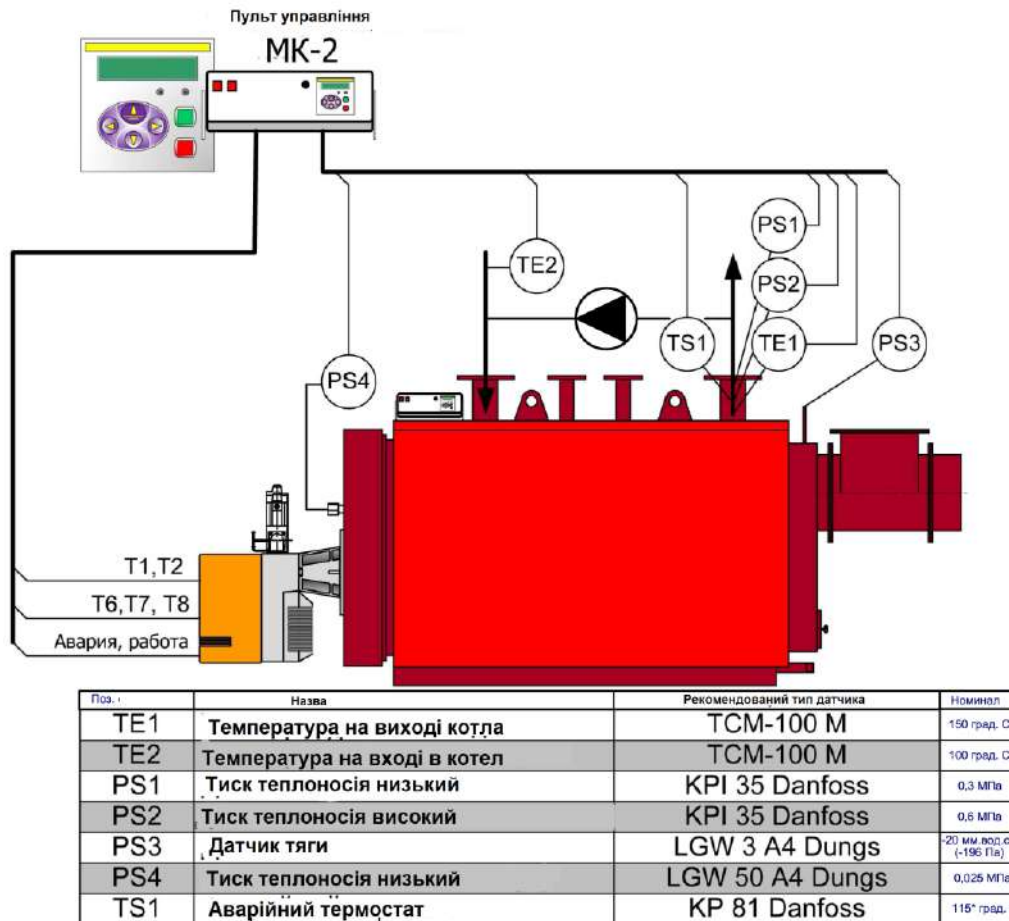 Пульт управління
МК-2
PS1
TE2
PS2
TS1
TE1
PS3
PS4
T1,T2
T6,T7, T8
Авария, работа
Поз. Назва Рекомендований тип датчика Номинал
TE1 Температура на виході котла TCM-100 M 150 град. С
TE2 Температура на вході в котел TCM-100 M 100 град. С
PS1 Тиск теплоносія низький KPI 35 Danfoss 0,3 МПа
PS2 Тиск теплоносія високий KPI 35 Danfoss 0,6 МПа
PS3 Датчик тяги LGW 3 A4 Dungs -20 мм.вод.с
(-196 Па)
PS4 Тиск теплоносія низький LGW 50 A4 Dungs 0,025 МПа
TS1 Аварійний термостат KP 81 Danfoss 115* град.